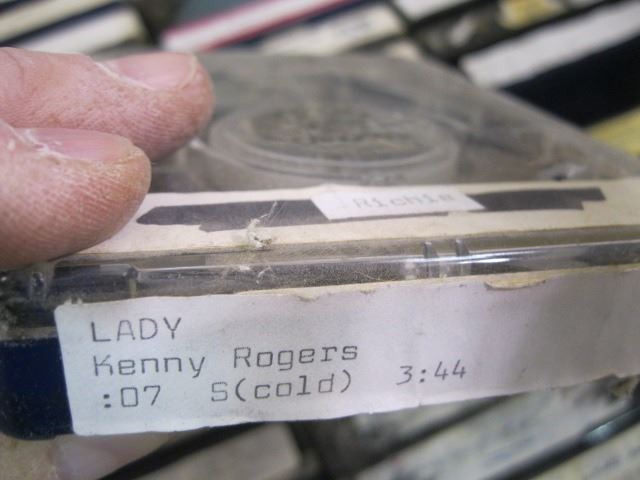 Richie
LADY
Kenny Rogers
:07 S(cold) 3:44